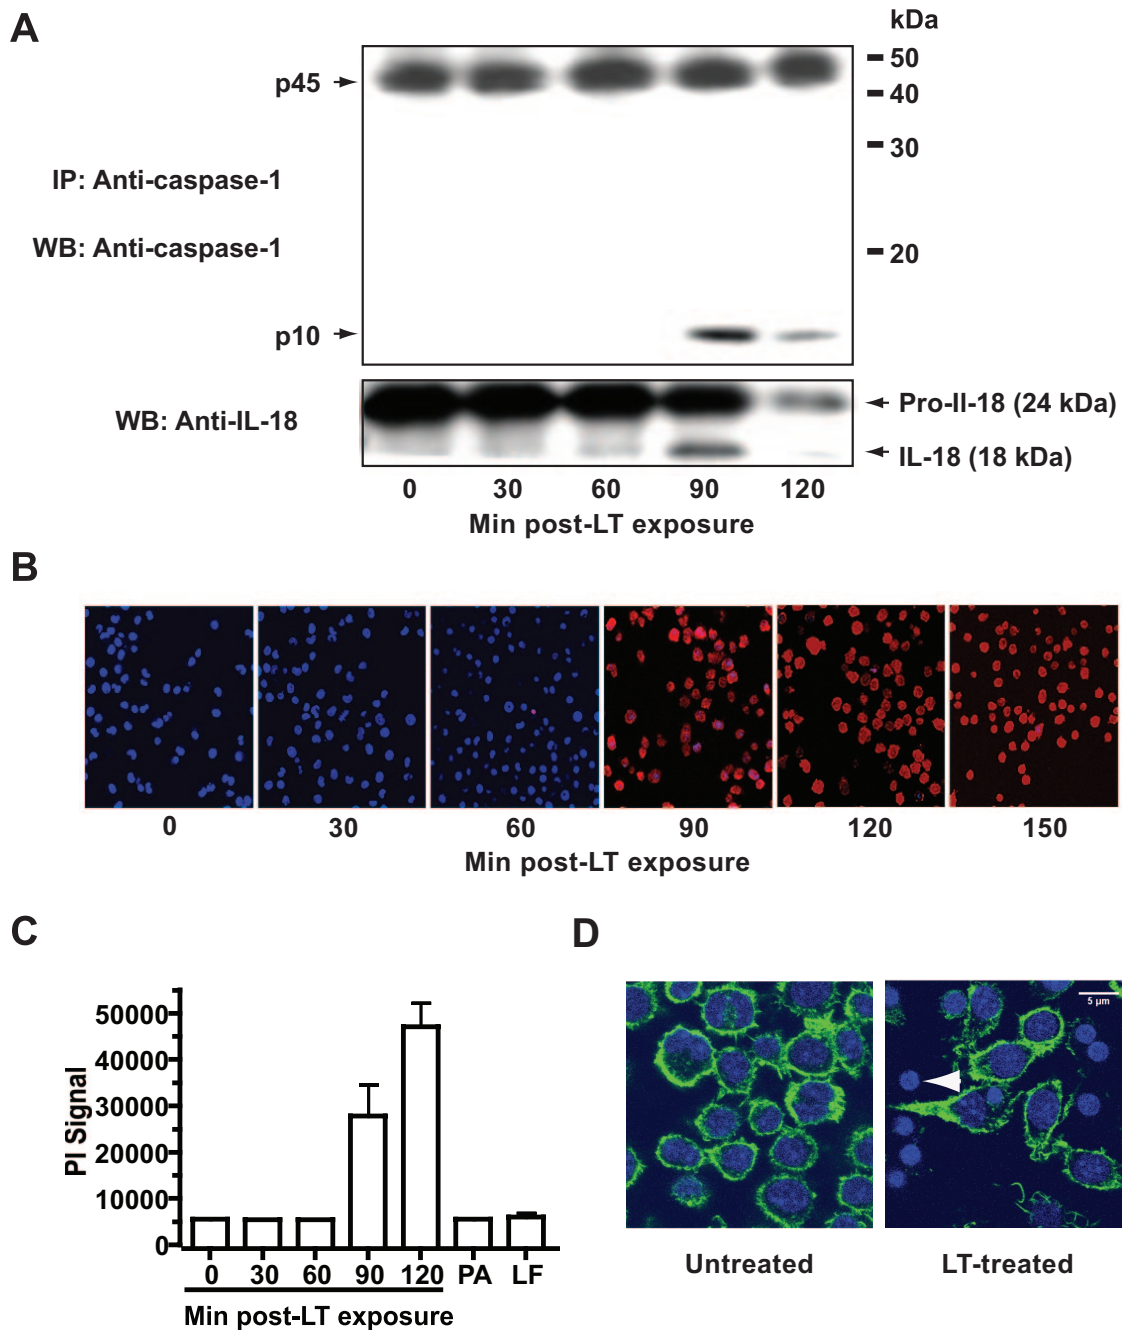 A
kDa
50
p45
40
30
IP: Anti-caspase-1
WB: Anti-caspase-1
20
p10
WB: Anti-IL-18
Pro-Il-18 (24 kDa)
IL-18 (18 kDa)
0 30 60 90 120
Min post-LT exposure
B
0 30 60 90 120 150
Min post-LT exposure
C
PI Signal
50000
40000
30000
20000
10000
0
0 30 60 90 120 PA LF
Min post-LT exposure
D
5 µm
Untreated
LT-treated